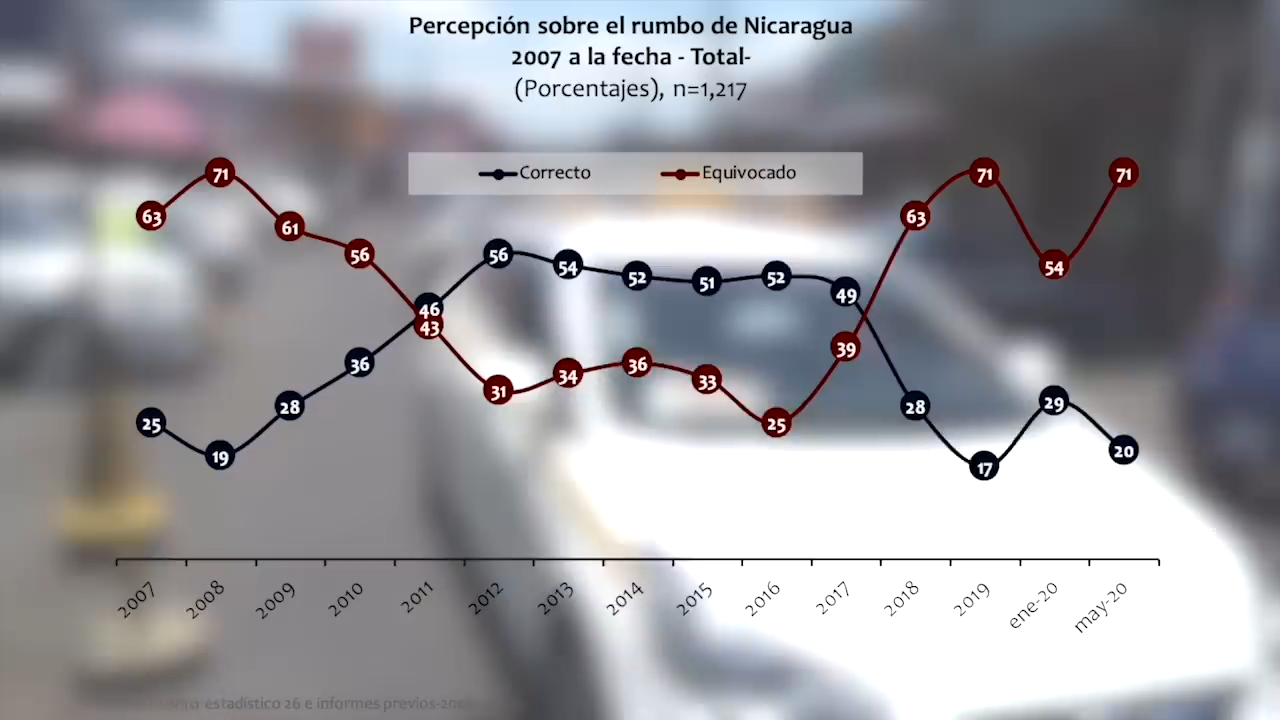 Percepción sobre el rumbo de Nicaragua
2007 a la fecha - Total-
(Porcentajes), n=1,217
Correcto Equivocado
71 71 71
63 63
61
56 56 54 54
52 51 52
49
46
43
39
36 36
34 33
31
28 28 29
25 25
19 17 20
2007 2008 2009 2010 2011 2012 2013 2014 2015 2016 2017 2018 2019 ene-20 may-20
estadístico 26 e informes